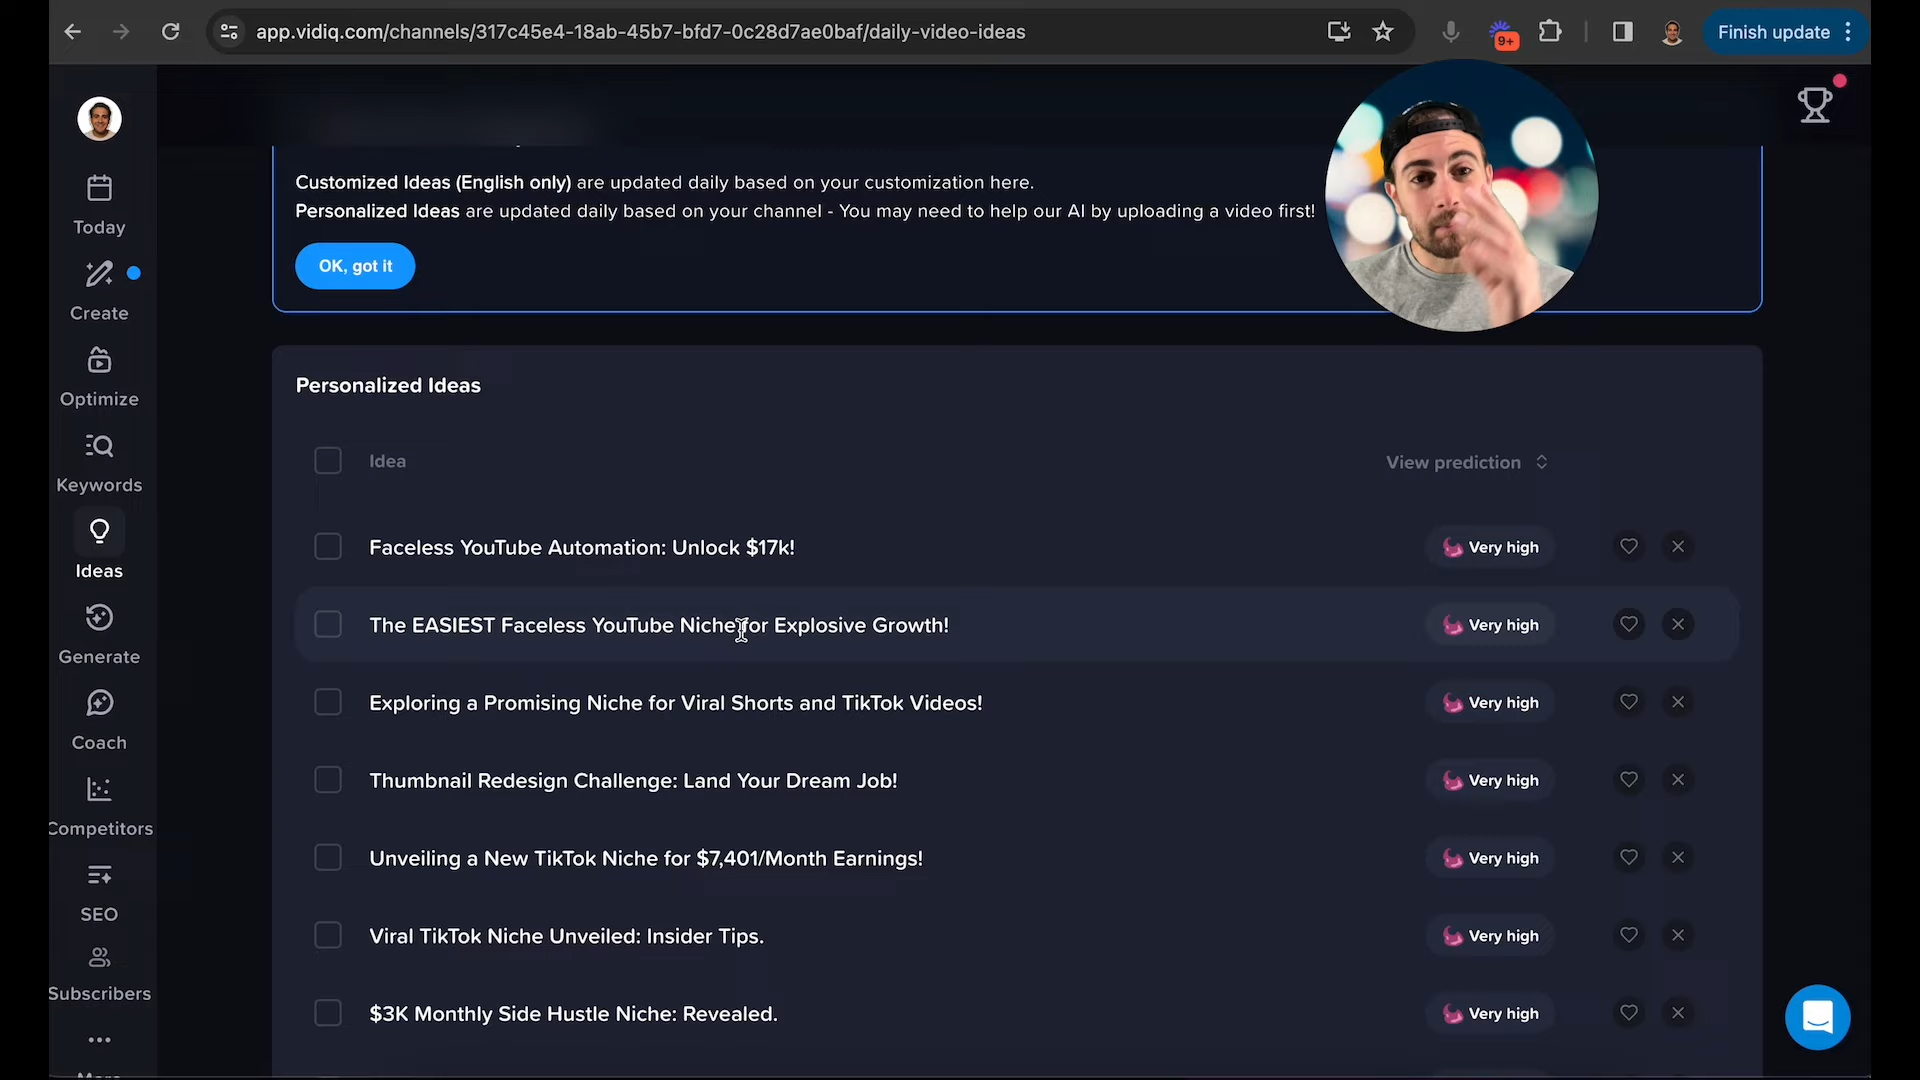 app.vidiq.com/channels/317c45e4-18ab-45b7-bfd7-0c28d7ae0baf/daily-video-ideas
9+
Finish update
Customized Ideas (English only) are updated daily based on your customization here.
Personalized Ideas are updated daily based on your channel - You may need to help our AI by uploading a video first!
OK, got it
Today
Create
Optimize
Keywords
Ideas
Generate
Coach
Competitors
SEO
Subscribers
Personalized Ideas
Idea
View prediction
Faceless YouTube Automation: Unlock $17k!
Very high
The EASIEST Faceless YouTube Niche for Explosive Growth!
Very high
Exploring a Promising Niche for Viral Shorts and TikTok Videos!
Very high
Thumbnail Redesign Challenge: Land Your Dream Job!
Very high
Unveiling a New TikTok Niche for $7,401/Month Earnings!
Very high
Viral TikTok Niche Unveiled: Insider Tips.
Very high
$3K Monthly Side Hustle Niche: Revealed.
Very high